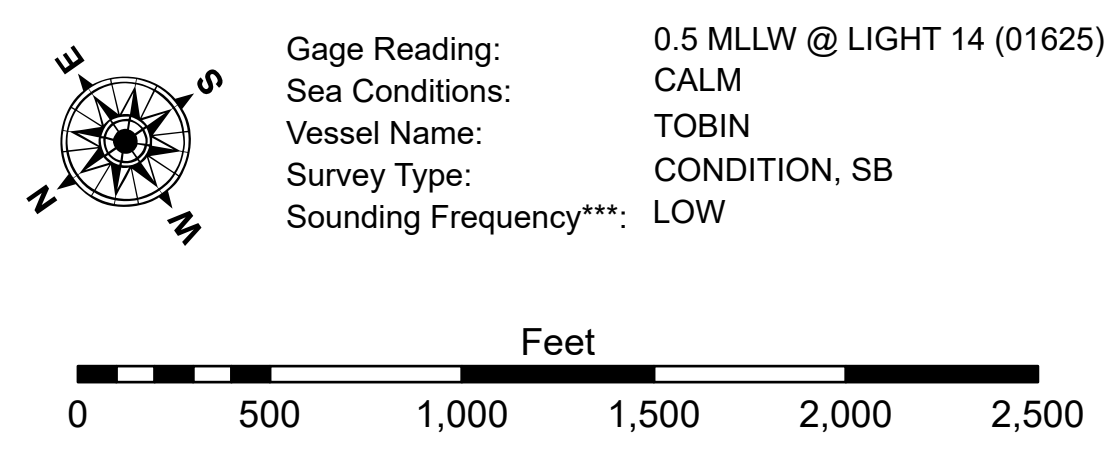 E
S
N
W
Gage Reading: 0.5 MLLW @ LIGHT 14 (01625)
Sea Conditions: CALM
Vessel Name: TOBIN
Survey Type: CONDITION, SB
Sounding Frequency***: LOW
Feet
0 500 1,000 1,500 2,000 2,500